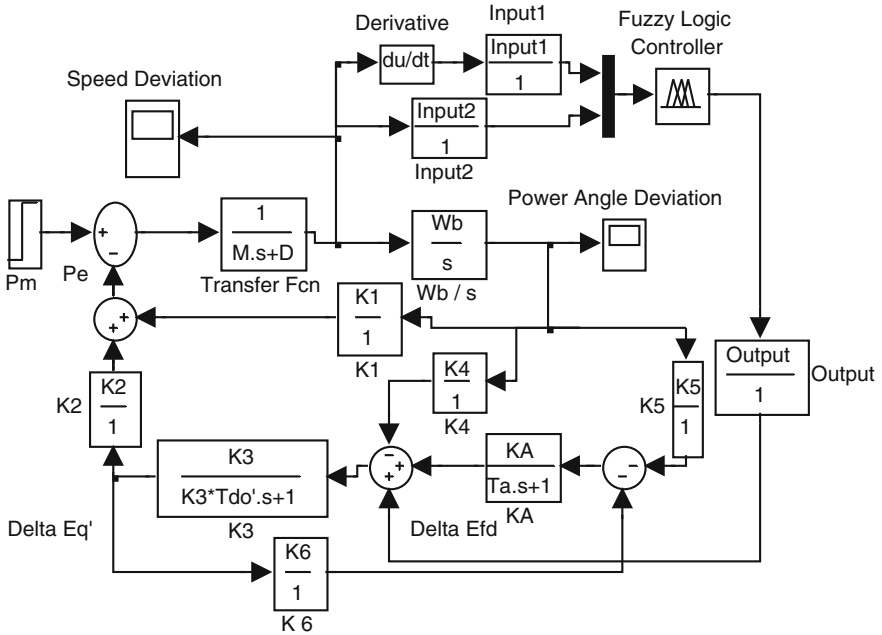 Input1
Fuzzy Logic
Controller
Derivative
du/dt
Input1
1
Speed Deviation
Input2
1
Input2
Power Angle Deviation
Pm
+
−
Pe
1
M.s+D
Transfer Fcn
Wb
s
Wb / s
+
+
K1
1
K1
K4
1
K4
K5
K5
1
Output
1
Output
K2
K2
1
K3
K3*Tdo'.s+1
K3
−
+
+
KA
Ta.s+1
KA
−
−
Delta Eq'
Delta Efd
K6
1
K 6